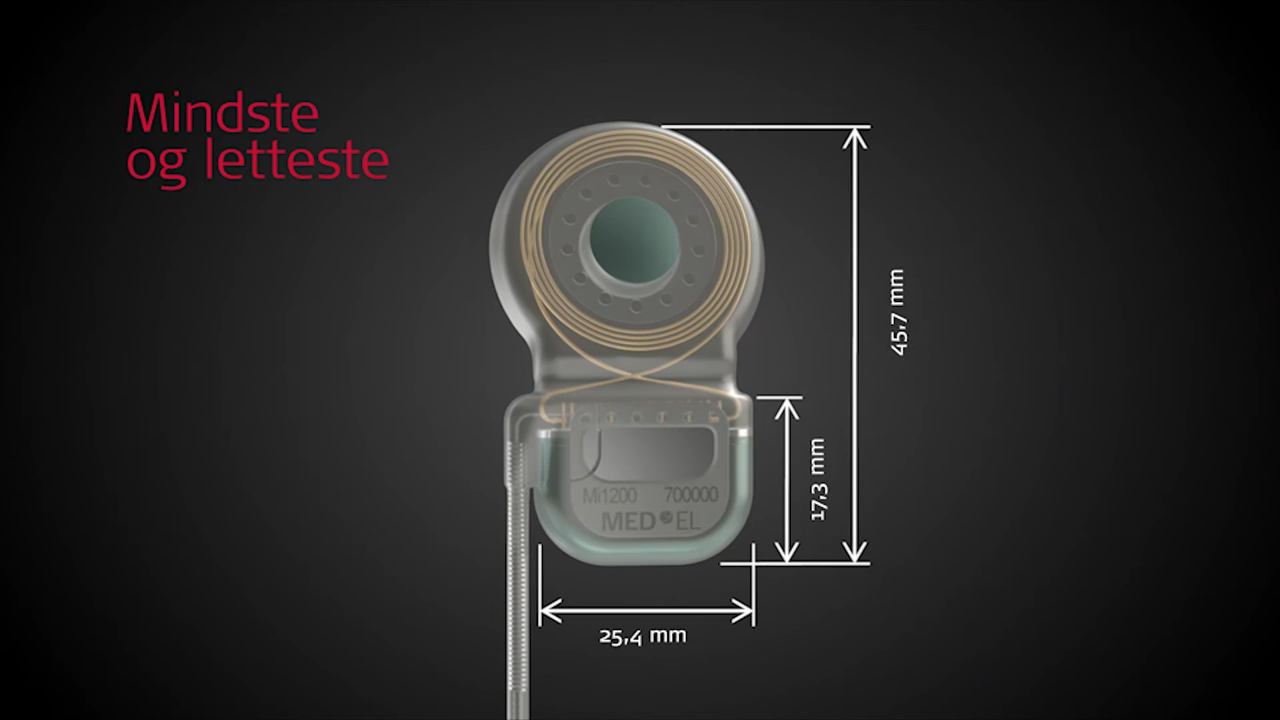 Mindste
og letteste
45,7 mm
17,3 mm
Mi1200 700000
MED EL
25,4 mm